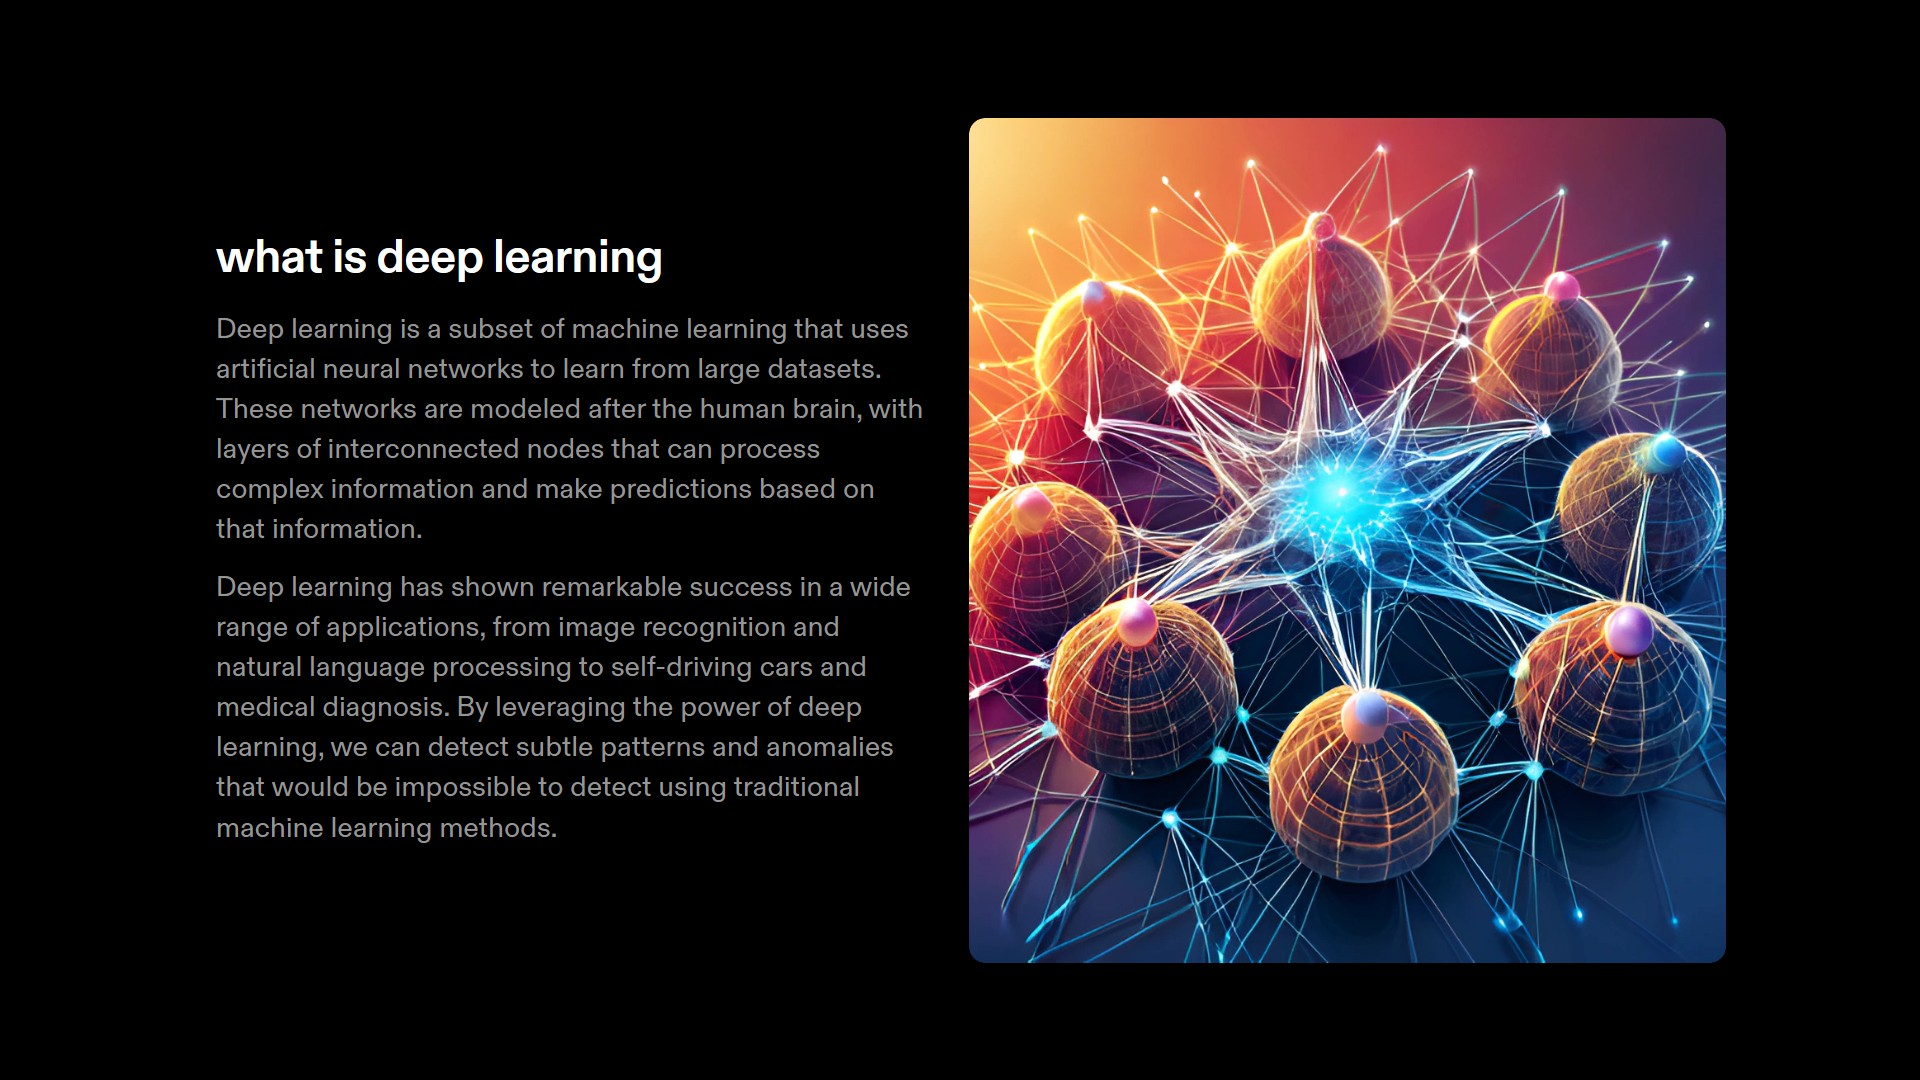 what is deep learning
Deep learning is a subset of machine learning that uses
artificial neural networks to learn from large datasets.
These networks are modeled after the human brain, with
layers of interconnected nodes that can process
complex information and make predictions based on
that information.
Deep learning has shown remarkable success in a wide
range of applications, from image recognition and
natural language processing to self-driving cars and
medical diagnosis. By leveraging the power of deep
learning, we can detect subtle patterns and anomalies
that would be impossible to detect using traditional
machine learning methods.